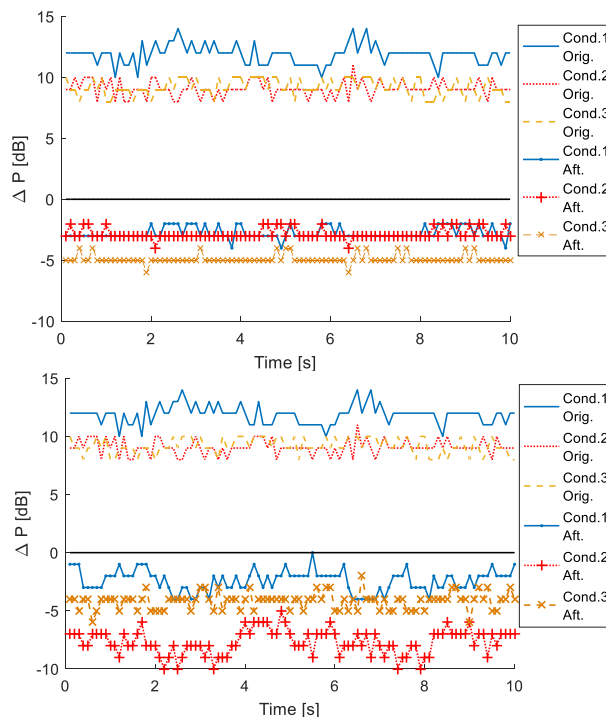 15
10
5
0
-5
-10
Δ P [dB]
0
2
4
6
8
10
Time [s]
Cond.1
Orig.
Cond.2
Orig.
Cond.3
Orig.
Cond.1
Aft.
Cond.2
Aft.
Cond.3
Aft.
15
10
5
0
-5
-10
Δ P [dB]
0
2
4
6
8
10
Time [s]
Cond.1
Orig.
Cond.2
Orig.
Cond.3
Orig.
Cond.1
Aft.
Cond.2
Aft.
Cond.3
Aft.